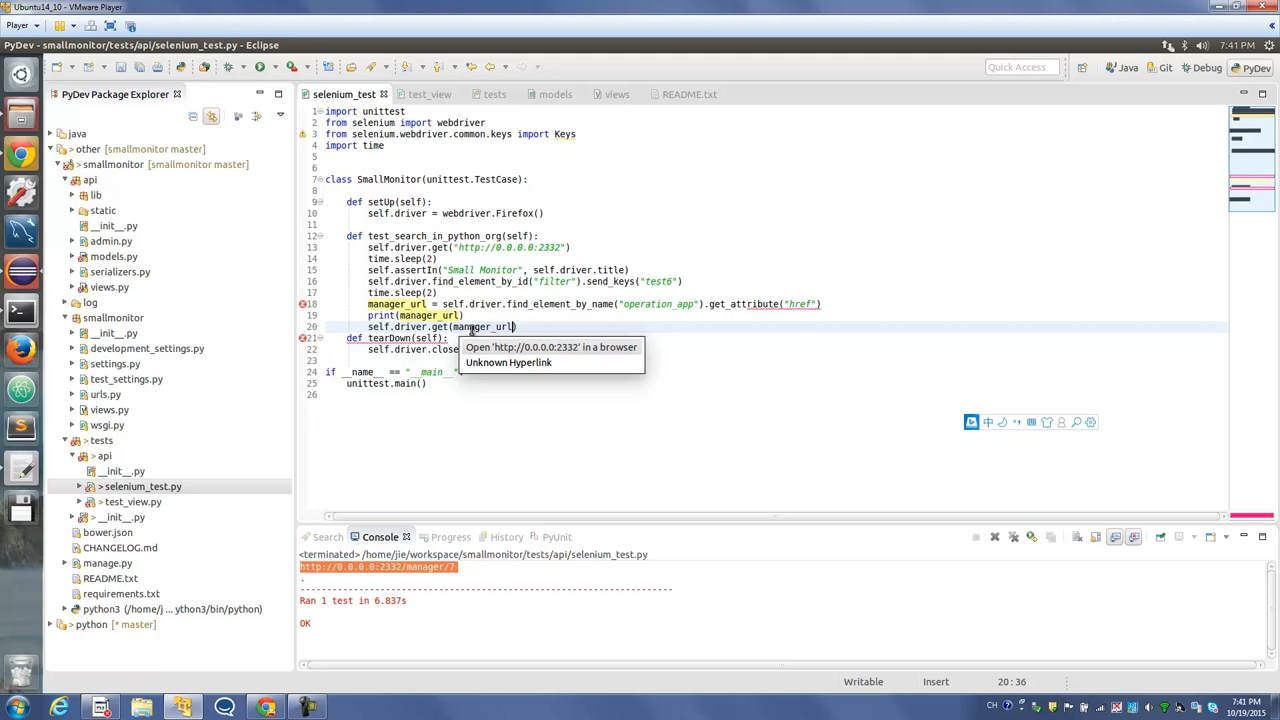 Ubuntu14_10 - VMware Player
Player
PyDev - smallmonitor/tests/api/selenium_test.py - Eclipse
7:41 PM
Quick Access
Java
Git
Debug
PyDev
PyDev Package Explorer
java
> other [smallmonitor master]
> smallmonitor [smallmonitor master]
api
lib
static
__init__.py
admin.py
models.py
serializers.py
views.py
log
smallmonitor
__init__.py
development_settings.py
settings.py
test_settings.py
urls.py
views.py
wsgi.py
> tests
> api
__init__.py
> selenium_test.py
> test_view.py
> __init__.py
bower.json
CHANGELOG.md
manage.py
README.txt
requirements.txt
python3 (/home/j ... ython3/bin/python)
python [* master]
selenium_test
test_view
tests
models
views
README.txt
1 import unittest
2 from selenium import webdriver
3 from selenium.webdriver.common.keys import Keys
4 import time
5
6
7 class SmallMonitor(unittest.TestCase):
8
9 def setUp(self):
10 self.driver = webdriver.Firefox()
11
12 def test_search_in_python_org(self):
13 self.driver.get("http://0.0.0.0:2332")
14 time.sleep(2)
15 self.assertIn("Small Monitor", self.driver.title)
16 self.driver.find_element_by_id("filter").send_keys("test6")
17 time.sleep(2)
18 manager_url = self.driver.find_element_by_name("operation_app").get_attribute("href")
19 print(manager_url)
20 self.driver.get(manager_url)
21 def tearDown(self):
22 self.driver.close
23
24 if __name__ == "__main__"
25 unittest.main()
26
Open 'http://0.0.0.0:2332' in a browser
Unknown Hyperlink
中
Search
Console
Progress
History
PyUnit
<terminated> /home/jie/workspace/smallmonitor/tests/api/selenium_test.py
http://0.0.0.0:2332/manager/7
.
----------------------------------------------------------------------
Ran 1 test in 6.837s
OK
Writable
Insert
20 : 36
CH
7:41 PM
10/19/2015